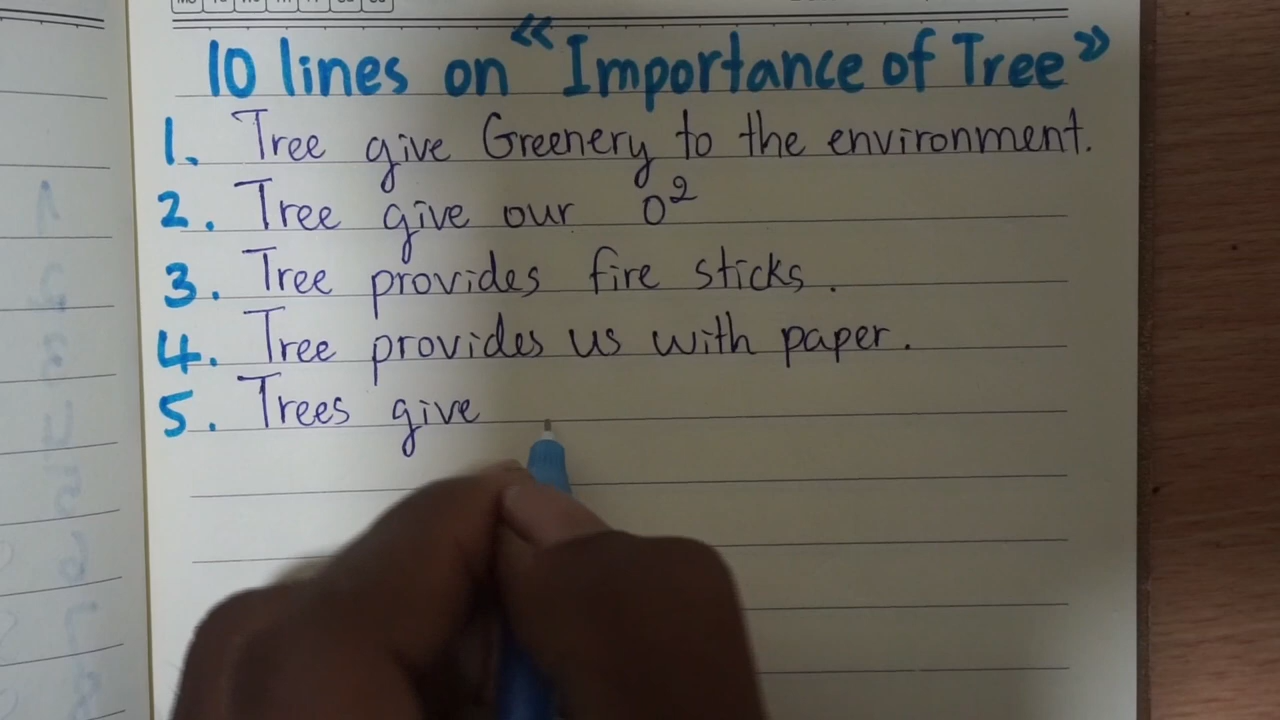 10 lines on “Importance of Tree”
1. Tree give Greenery to the environment.
2. Tree give our O²
3. Tree provides fire sticks.
4. Tree provides us with paper.
5. Trees give